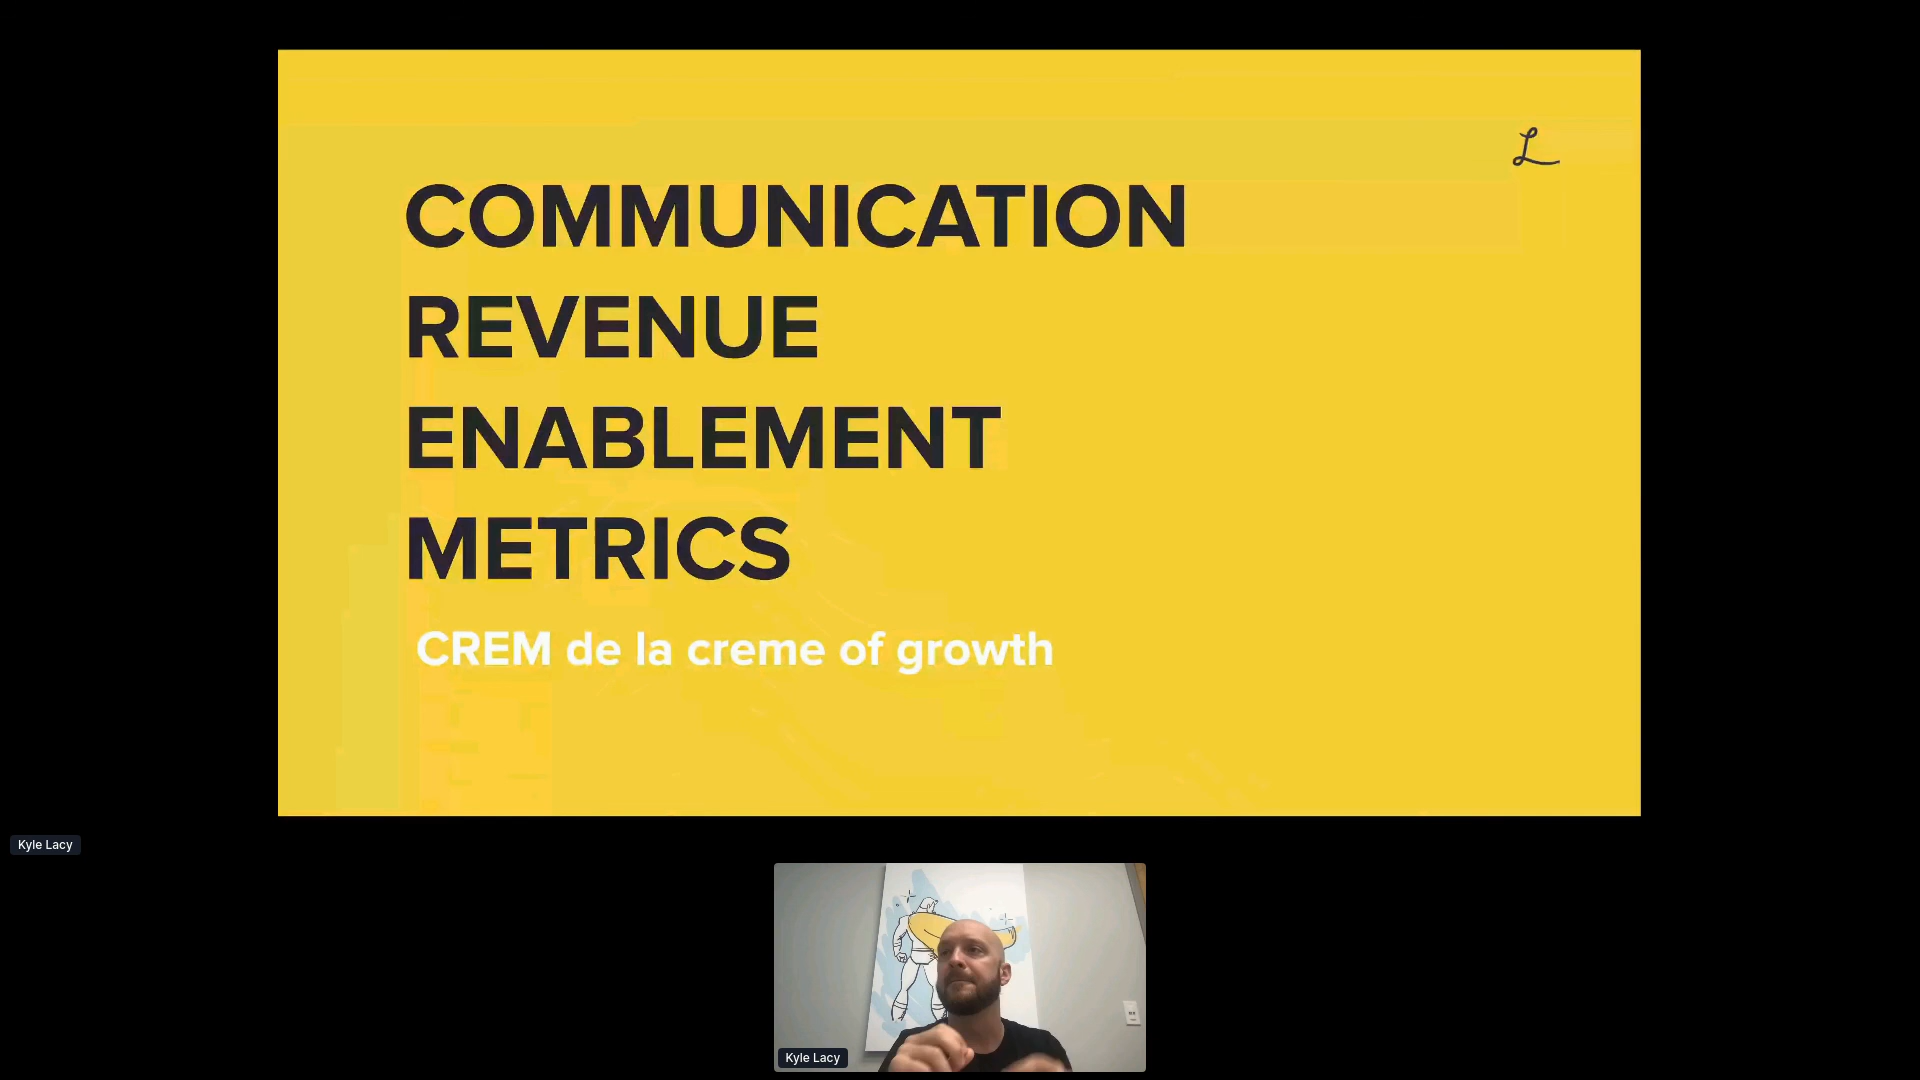 L
COMMUNICATION
REVENUE
ENABLEMENT
METRICS
CREM de la creme of growth
Kyle Lacy
Kyle Lacy